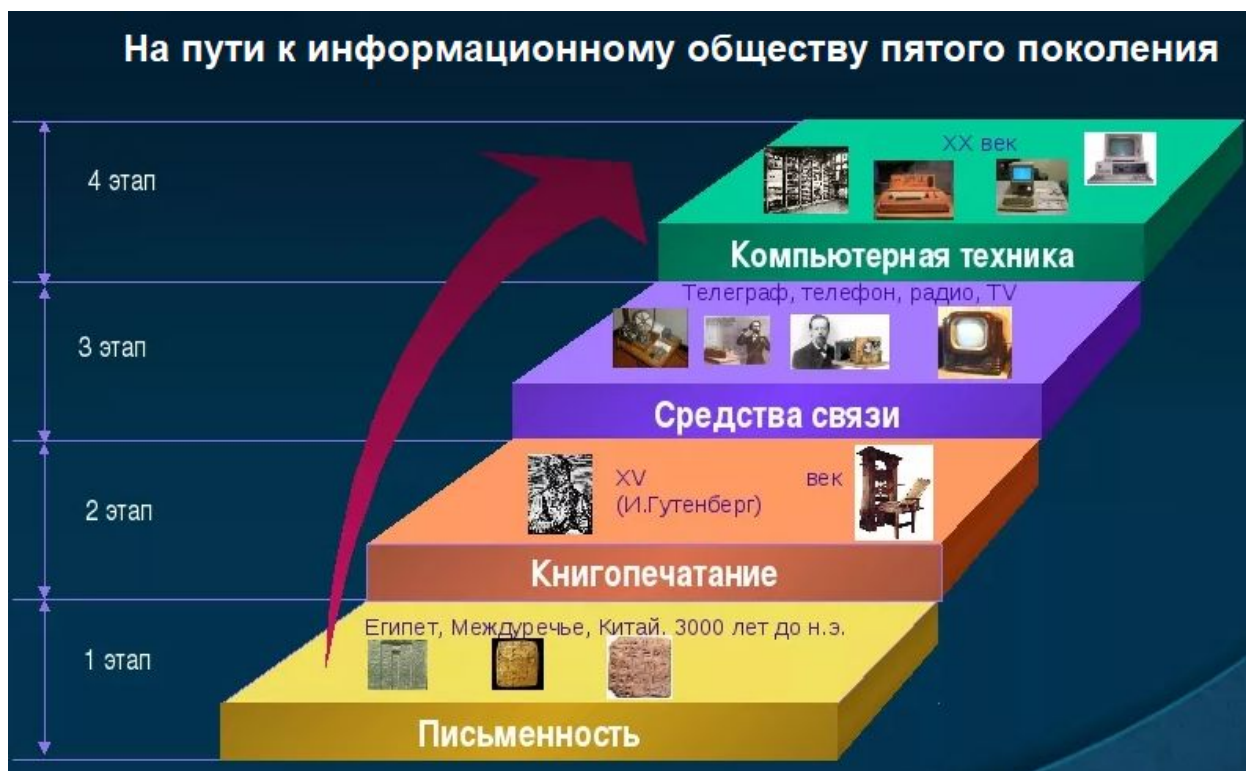 На пути к информационному обществу пятого поколения
4 этап
XX век
Компьютерная техника
3 этап
Телеграф, телефон, радио, TV
Средства связи
2 этап
XV век
(И.Гутенберг)
Книгопечатание
1 этап
Египет, Междуречье, Китай. 3000 лет до н.э.
Письменность